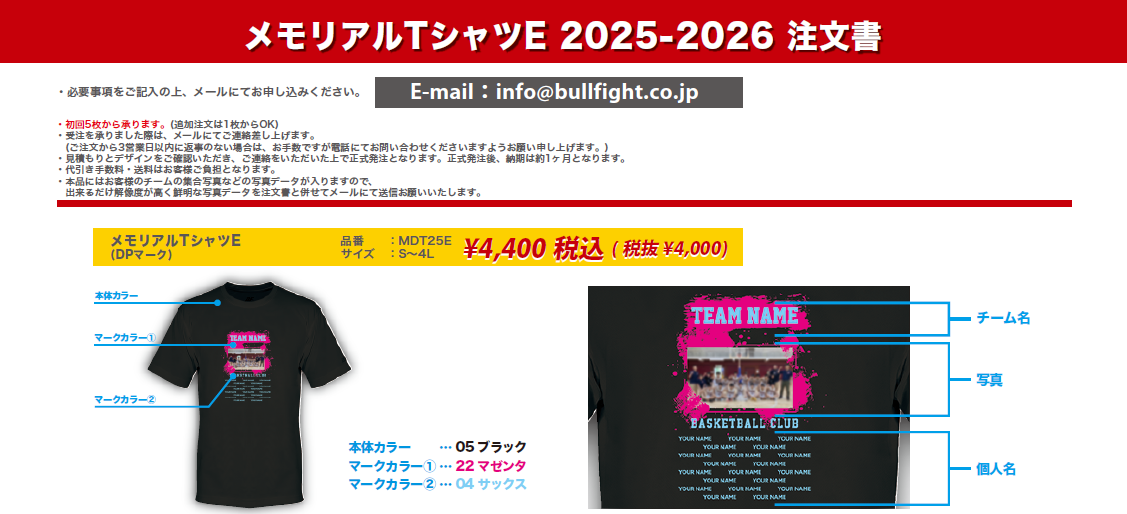 メモリアルTシャツE 2025-2026 注文書
・必要事項をご記入の上、メールにてお申し込みください。 E-mail：info@bullfight.co.jp
・初回5枚から承ります。(追加注文は1枚からOK)
・受注を承りました際は、メールにてご連絡差し上げます。
(ご注文から3営業日以内に返事のない場合は、お手数ですが電話にてお問い合わせくださいますようお願い申し上げます。)
・見積もりとデザインをご確認いただき、ご連絡をいただいた上で正式発注となります。正式発注後、納期は約1ヶ月となります。
・代引き手数料・送料はお客様ご負担となります。
・本品にはお客様のチームの集合写真などの写真データが入りますので、
出来るだけ解像度が高く鮮明な写真データを注文書と併せてメールにて送信お願いいたします。
メモリアルTシャツE
(DPマーク)
品番 ：MDT25E
サイズ ：S〜4L
¥4,400 税込 ( 税抜 ¥4,000)
本体カラー
マークカラー①
マークカラー②
TEAM NAME
BASKETBALL CLUB
本体カラー … 05 ブラック
マークカラー① … 22 マゼンタ
マークカラー② … 04 サックス
TEAM NAME
BASKETBALL CLUB
YOUR NAME YOUR NAME YOUR NAME
YOUR NAME YOUR NAME
YOUR NAME YOUR NAME YOUR NAME
YOUR NAME YOUR NAME
YOUR NAME YOUR NAME YOUR NAME
YOUR NAME YOUR NAME
YOUR NAME YOUR NAME YOUR NAME
YOUR NAME YOUR NAME
チーム名
写真
個人名